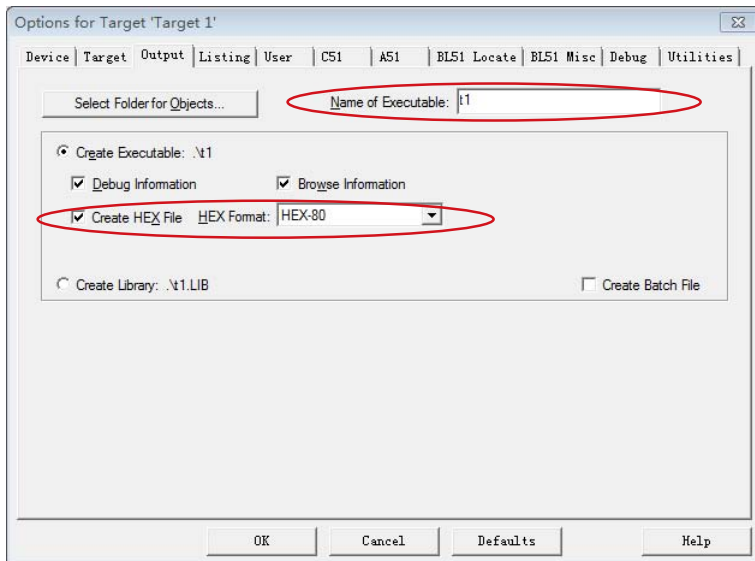 Options for Target 'Target 1'
Device Target Output Listing User C51 A51 BL51 Locate BL51 Misc Debug Utilities
Select Folder for Objects... Name of Executable: t1
Create Executable: .\t1
Debug Information Browse Information
Create HEX File HEX Format: HEX-80
Create Library: .\t1.LIB Create Batch File
OK Cancel Defaults Help